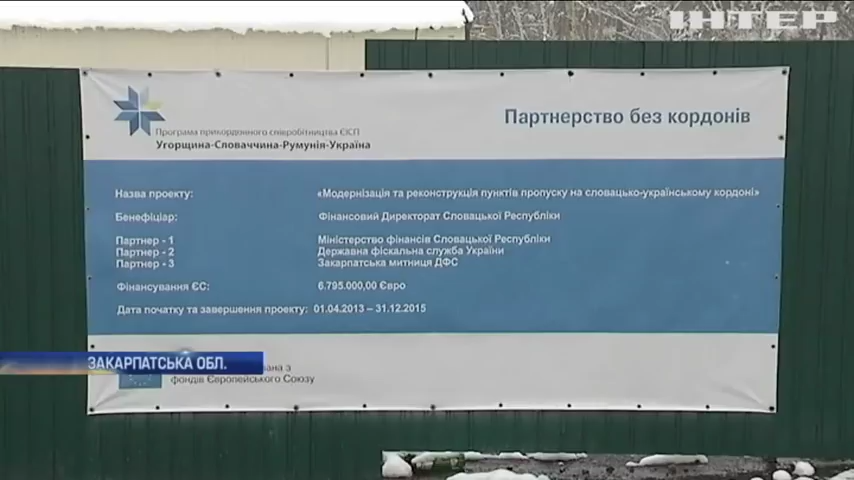 ІНТЕР
Партнерство без кордонів
Програма прикордонного співробітництва ЄІСП
Угорщина-Словаччина-Румунія-Україна
Назва проекту: «Модернізація та реконструкція пунктів пропуску на словацько-українському кордоні»
Бенефіціар: Фінансовий Директорат Словацької Республіки
Партнер - 1 Міністерство фінансів Словацької Республіки
Партнер - 2 Державна фіскальна служба України
Партнер - 3 Закарпатська митниця ДФС
Фінансування ЄС: 6.795.000,00 Євро
Дата початку та завершення проекту: 01.04.2013 – 31.12.2015
ЗАКАРПАТСЬКА ОБЛ.
з
фондів Європейського Союзу